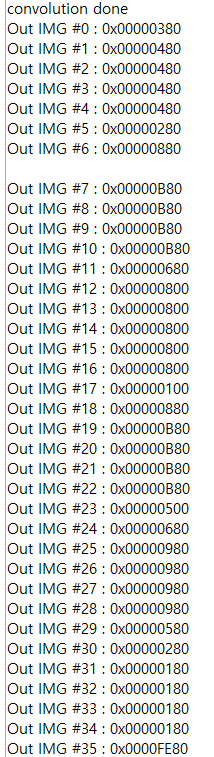 convolution done
Out IMG #0 : 0x00000380
Out IMG #1 : 0x00000480
Out IMG #2 : 0x00000480
Out IMG #3 : 0x00000480
Out IMG #4 : 0x00000480
Out IMG #5 : 0x00000280
Out IMG #6 : 0x00000880

Out IMG #7 : 0x00000B80
Out IMG #8 : 0x00000B80
Out IMG #9 : 0x00000B80
Out IMG #10 : 0x00000B80
Out IMG #11 : 0x00000680
Out IMG #12 : 0x00000800
Out IMG #13 : 0x00000800
Out IMG #14 : 0x00000800
Out IMG #15 : 0x00000800
Out IMG #16 : 0x00000800
Out IMG #17 : 0x00000100
Out IMG #18 : 0x00000880
Out IMG #19 : 0x00000B80
Out IMG #20 : 0x00000B80
Out IMG #21 : 0x00000B80
Out IMG #22 : 0x00000B80
Out IMG #23 : 0x00000500
Out IMG #24 : 0x00000680
Out IMG #25 : 0x00000980
Out IMG #26 : 0x00000980
Out IMG #27 : 0x00000980
Out IMG #28 : 0x00000980
Out IMG #29 : 0x00000580
Out IMG #30 : 0x00000280
Out IMG #31 : 0x00000180
Out IMG #32 : 0x00000180
Out IMG #33 : 0x00000180
Out IMG #34 : 0x00000180
Out IMG #35 : 0x0000FE80